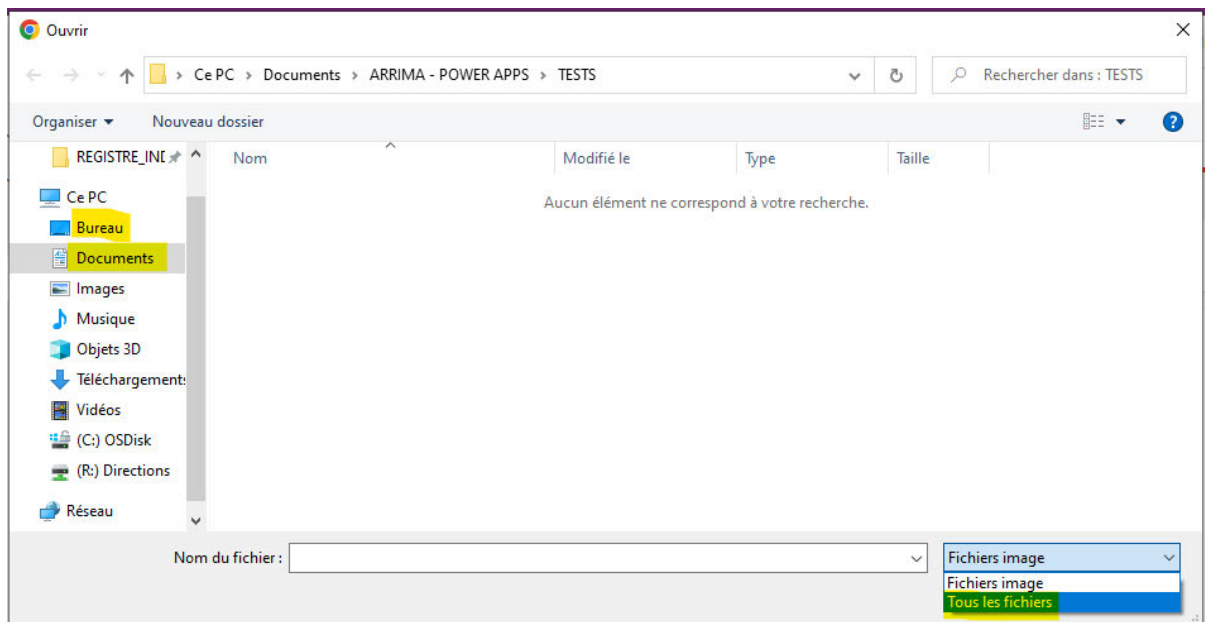 Ouvrir
Ce PC > Documents > ARRIMA - POWER APPS > TESTS
Rechercher dans : TESTS
Organiser
Nouveau dossier
REGISTRE_INI
Nom
Modifié le
Type
Taille
Aucun élément ne correspond à votre recherche.
Ce PC
Bureau
Documents
Images
Musique
Objets 3D
Téléchargements
Vidéos
(C:) OSDisk
(R:) Directions
Réseau
Nom du fichier :
Fichiers image
Fichiers image
Tous les fichiers